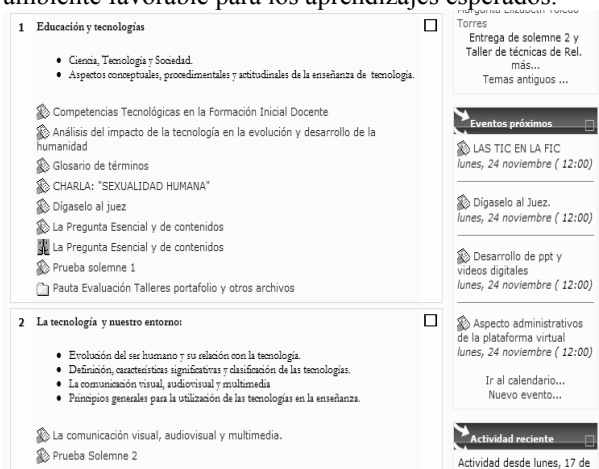 ambiente favorable para los aprendizajes esperados.
1 Educación y tecnologías
• Ciencia, Tecnología y Sociedad.
• Aspectos conceptuales, procedimentales y actitudinales de la enseñanza de tecnología.
Competencias Tecnológicas en la Formación Inicial Docente
Análisis del impacto de la tecnología en la evolución y desarrollo de la
humanidad
Glosario de términos
CHARLA: "SEXUALIDAD HUMANA"
Dígaselo al juez
La Pregunta Esencial y de contenidos
La Pregunta Esencial y de contenidos
Prueba solemne 1
Pauta Evaluación Talleres portafolio y otros archivos
2 La tecnología y nuestro entorno:
• Evolución del ser humano y su relación con la tecnología.
• Definición, características significativas y clasificación de las tecnologías.
• La comunicación visual, audiovisual y multimedia
• Principios generales para la utilización de las tecnologías en la enseñanza.
La comunicación visual, audiovisual y multimedia.
Prueba Solemne 2
Margarita Elizabeth Toledo
Torres
Entrega de solemne 2 y
Taller de técnicas de Rel.
más...
Temas antiguos ...
Eventos próximos
LAS TIC EN LA FIC
lunes, 24 noviembre ( 12:00)
Dígaselo al Juez.
lunes, 24 noviembre ( 12:00)
Desarrollo de ppt y
videos digitales
lunes, 24 noviembre ( 12:00)
Aspecto administrativos
de la plataforma virtual
lunes, 24 noviembre ( 12:00)
Ir al calendario...
Nuevo evento...
Actividad reciente
Actividad desde lunes, 17 de